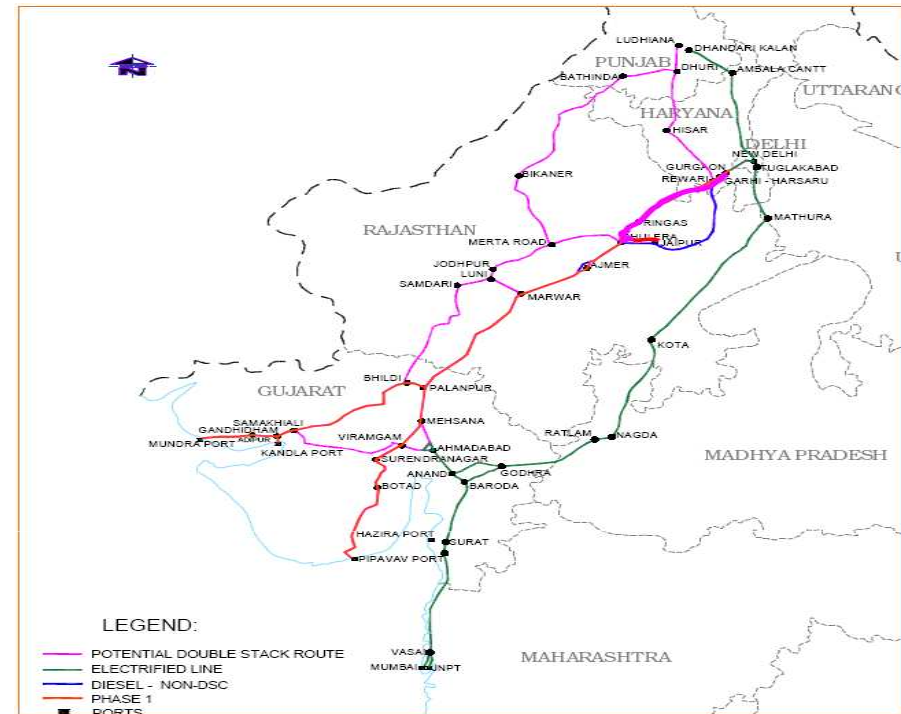 LUDHIANA
DHANDARI KALAN
PUNJAB
DHURI
AMBALA CANTT
BATHINDA
UTTARANC
HARYANA
HISAR
DELHI
NEW DELHI
GURGAON
TUGLAKABAD
REWARI
GARHI - HARSARU
BIKANER
RINGAS
MATHURA
RAJASTHAN
MERTA ROAD
JAIPUR
JODHPUR
AJMER
LUNI
SAMDARI
MARWAR
KOTA
BHILDI
PALANPUR
GUJARAT
MEHSANA
SAMAKHIALI
GANDHIDHAM
VIRAMGAM
RATLAM
NAGDA
MUNDRA PORT
ADIPUR
KANDLA PORT
AHMADABAD
MADHYA PRADESH
SURENDRANAGAR
ANAND
GODHRA
BOTAD
BARODA
HAZIRA PORT
SURAT
PIPAVAV PORT
LEGEND:
VASAI
MAHARASHTRA
POTENTIAL DOUBLE STACK ROUTE
MUMBAI
JNPT
ELECTRIFIED LINE
DIESEL - NON-DSC
PHASE 1
PORTS